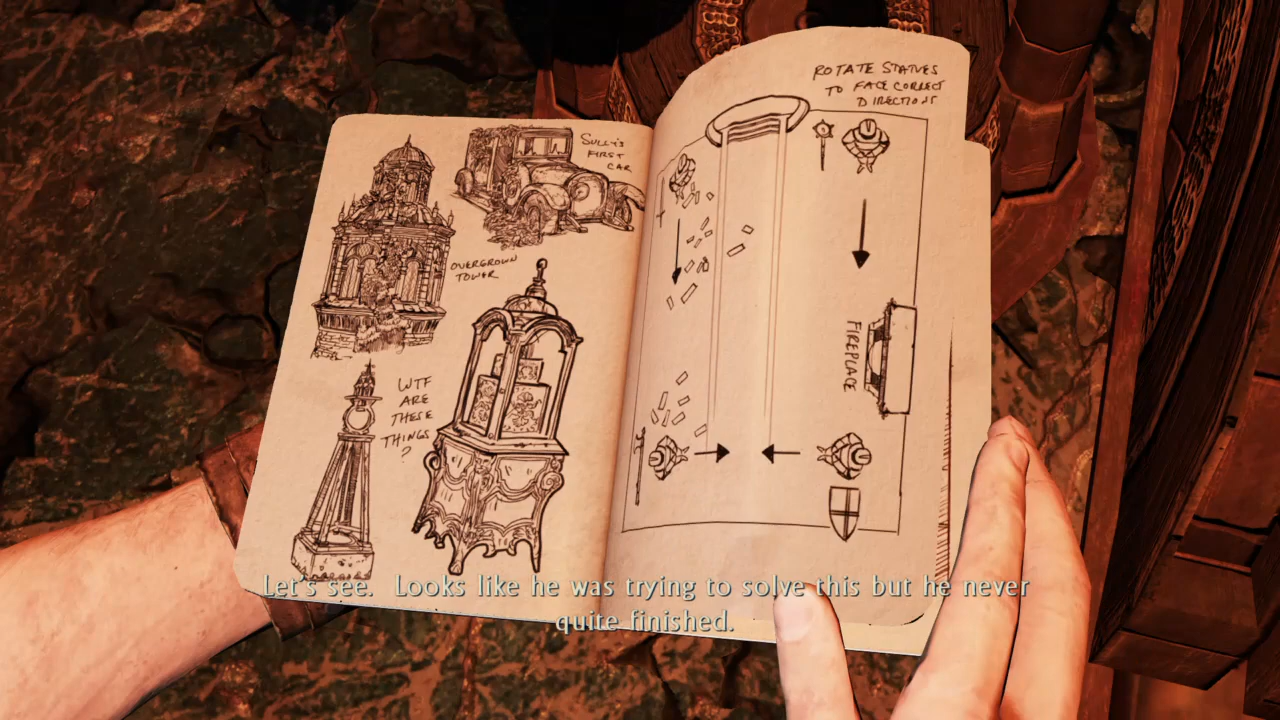 SULLY'S
FIRST
CAR
OVERGROWN
TOWER
WTF
ARE
THESE
THINGS
?
ROTATE STATUES
TO FACE CORRECT
DIRECTIONS
FIREPLACE
Let's see.  Looks like he was trying to solve this but he never
quite finished.